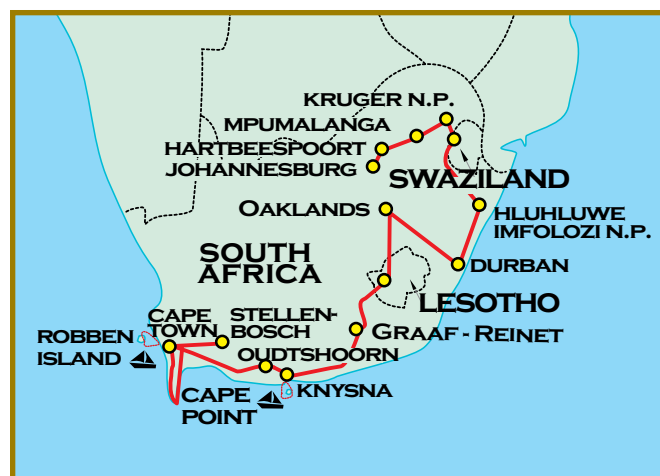 KRUGER N.P.
MPUMALANGA
HARTBEESPOORT
JOHANNESBURG
SWAZILAND
OAKLANDS
HLUHLUWE
IMFOLOZI N.P.
SOUTH
AFRICA
DURBAN
LESOTHO
CAPE
TOWN
STELLEN-
BOSCH
GRAAF - REINET
ROBBEN
ISLAND
OUDTSHOORN
CAPE
POINT
KNYSNA